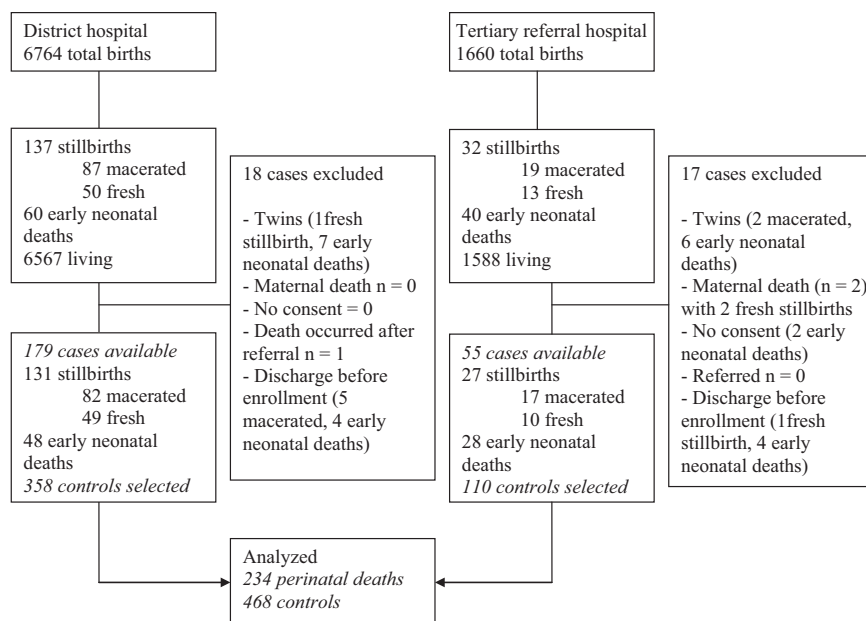 District hospital
6764 total births
Tertiary referral hospital
1660 total births
137 stillbirths
87 macerated
50 fresh
60 early neonatal
deaths
6567 living
18 cases excluded
- Twins (1fresh
stillbirth, 7 early
neonatal deaths)
- Maternal death n = 0
- No consent = 0
- Death occurred after
referral n = 1
- Discharge before
enrollment (5
macerated, 4 early
neonatal deaths)
32 stillbirths
19 macerated
13 fresh
40 early neonatal
deaths
1588 living
17 cases excluded
- Twins (2 macerated,
6 early neonatal
deaths)
- Maternal death (n = 2)
with 2 fresh stillbirths
- No consent (2 early
neonatal deaths)
- Referred n = 0
- Discharge before
enrollment (1fresh
stillbirth, 4 early
neonatal deaths)
179 cases available
131 stillbirths
82 macerated
49 fresh
48 early neonatal
deaths
358 controls selected
55 cases available
27 stillbirths
17 macerated
10 fresh
28 early neonatal
deaths
110 controls selected
Analyzed
234 perinatal deaths
468 controls